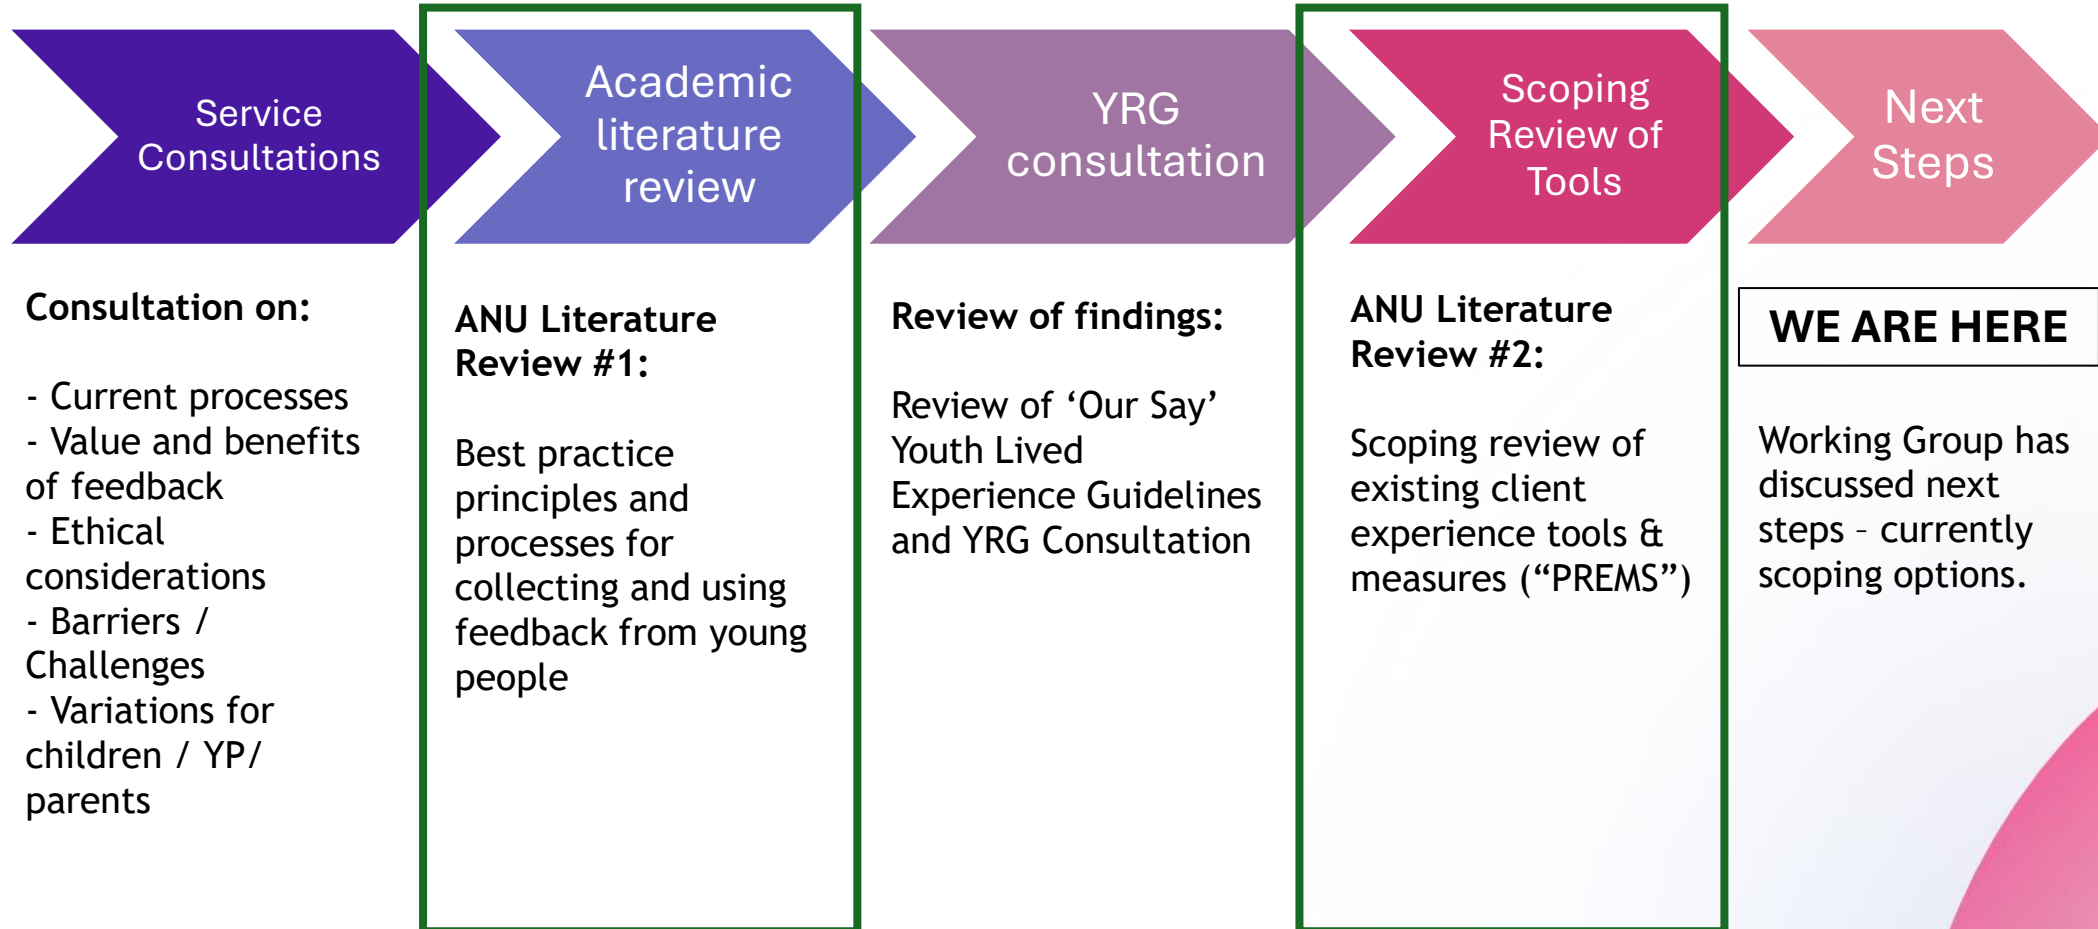 Service
Consultations
Academic
literature
review
YRG
consultation
Scoping
Review of
Tools
Next
Steps
Consultation on:
- Current processes
- Value and benefits
of feedback
- Ethical
considerations
- Barriers /
Challenges
- Variations for
children / YP/
parents
ANU Literature
Review #1:
Best practice
principles and
processes for
collecting and using
feedback from young
people
Review of findings:
Review of ‘Our Say’
Youth Lived
Experience Guidelines
and YRG Consultation
ANU Literature
Review #2:
Scoping review of
existing client
experience tools &
measures (“PREMS”)
WE ARE HERE
Working Group has
discussed next
steps – currently
scoping options.